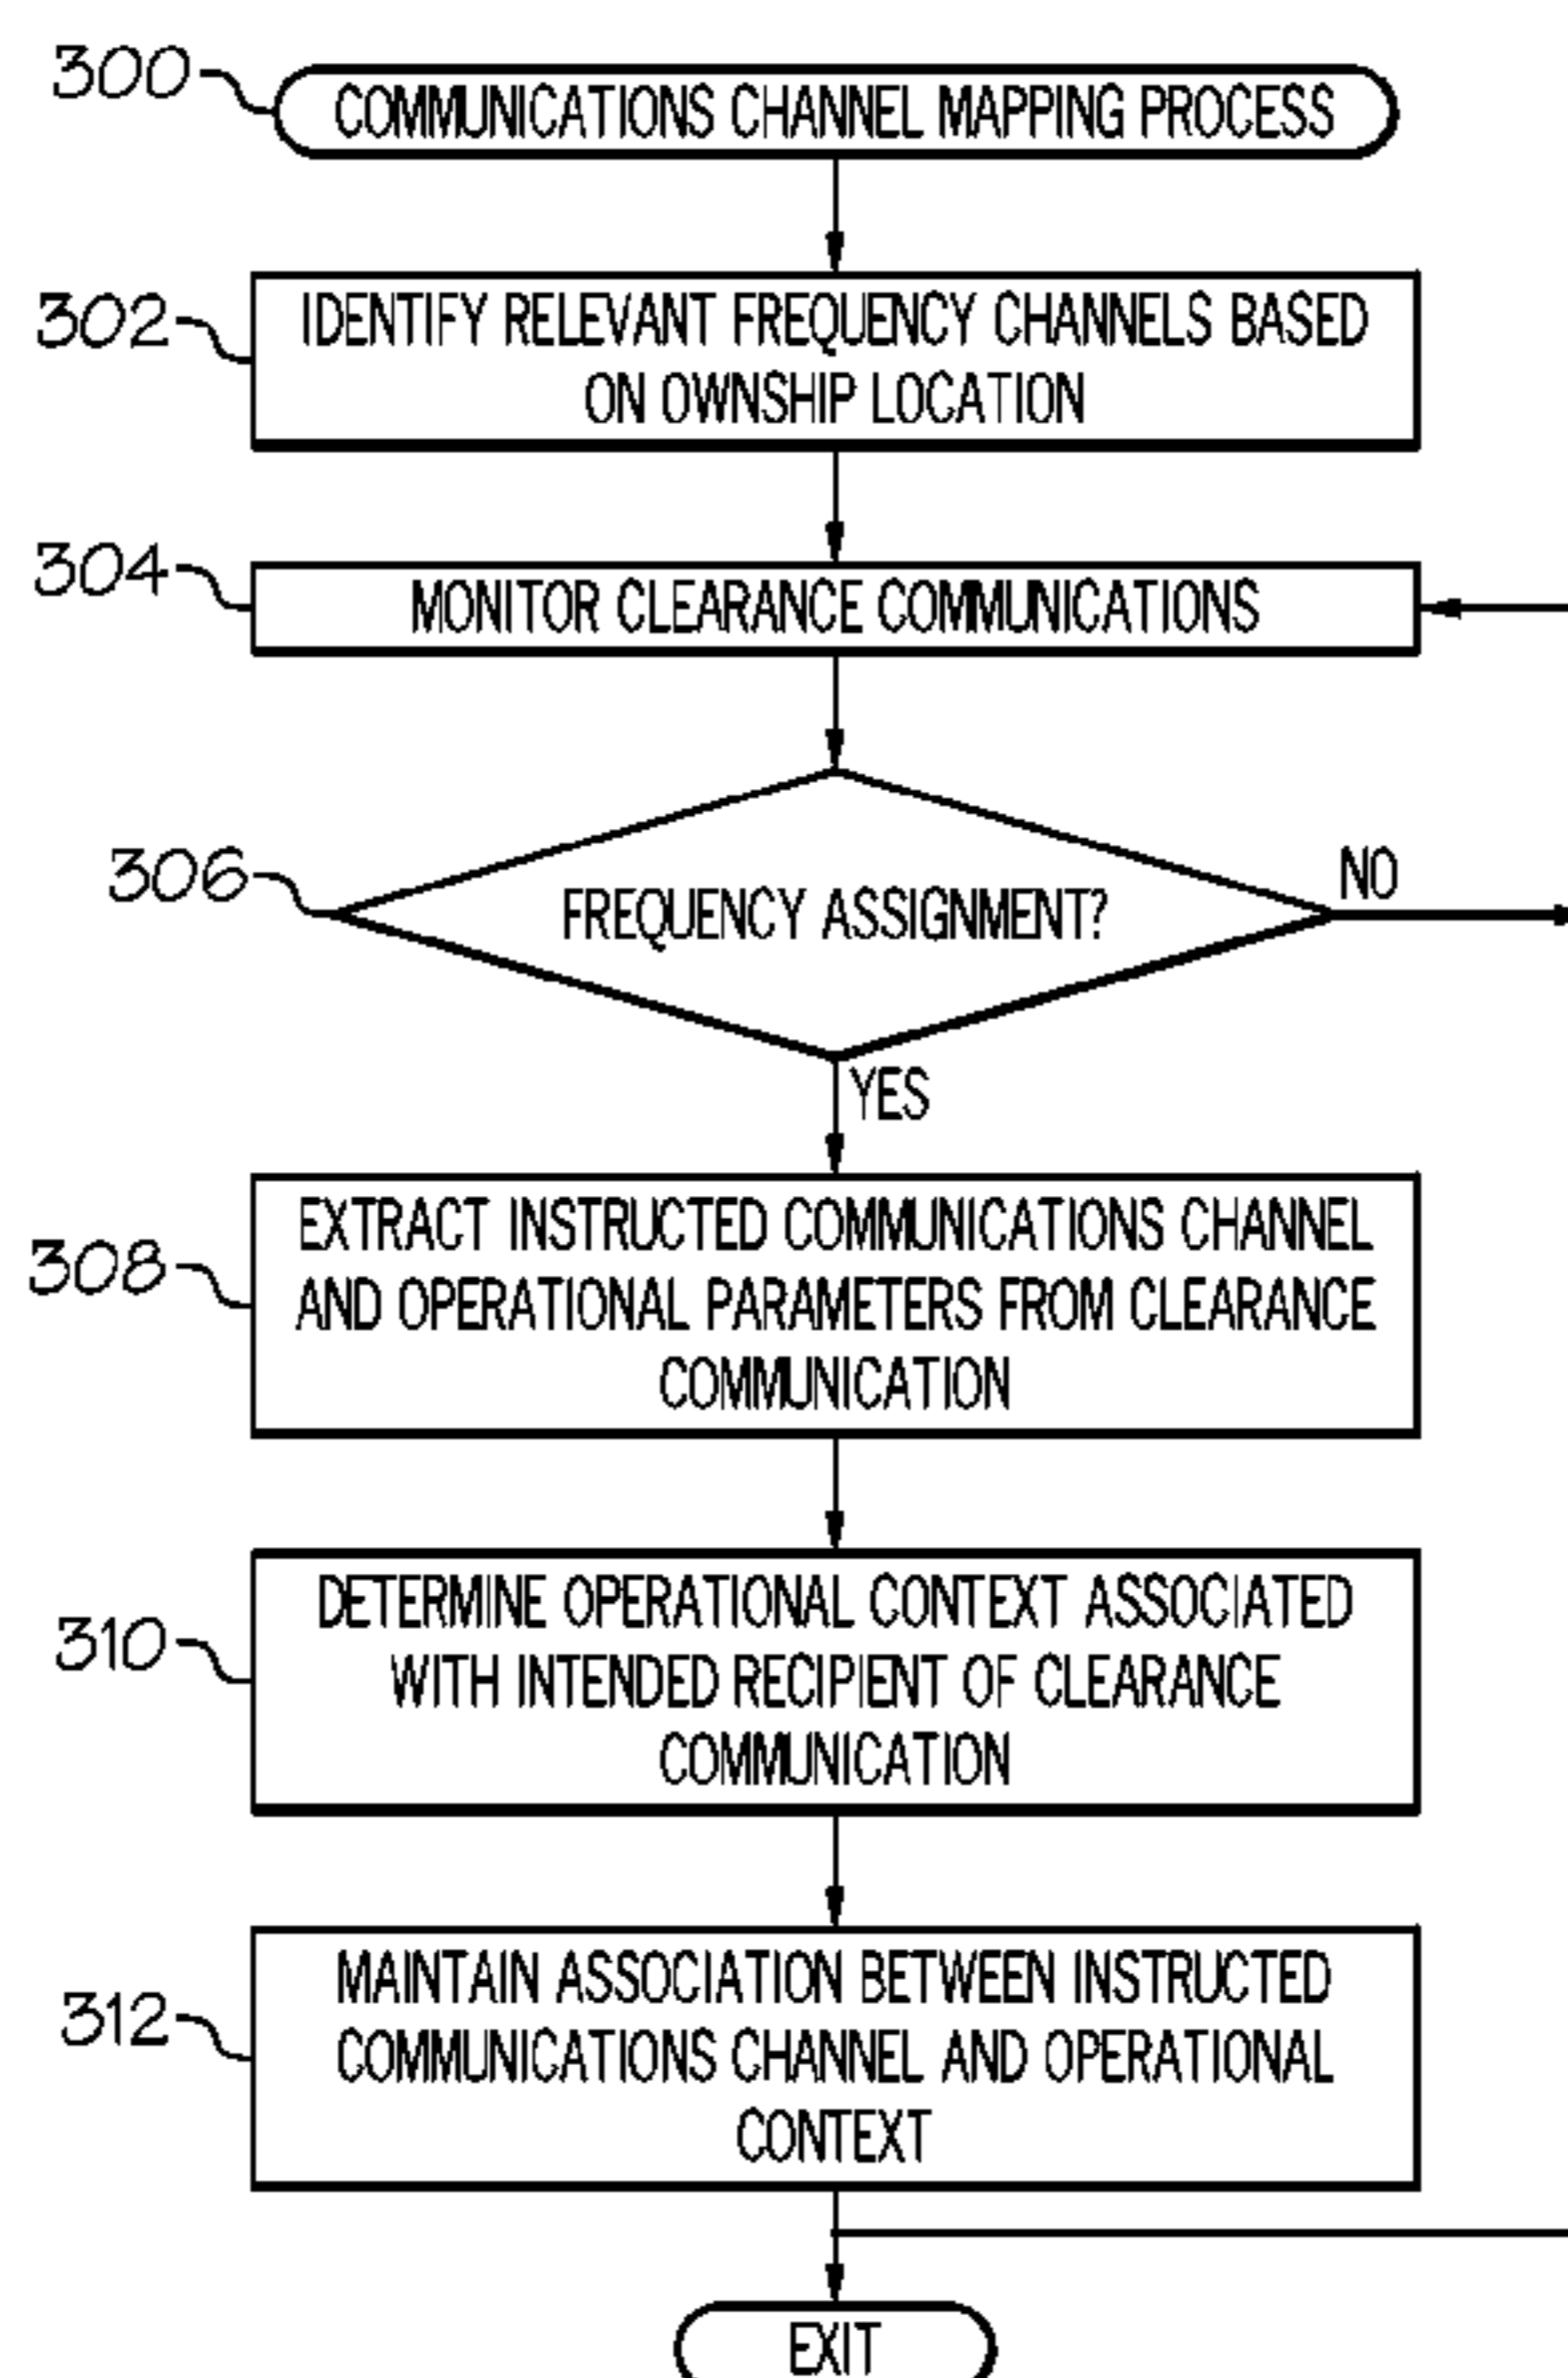 300
COMMUNICATIONS CHANNEL MAPPING PROCESS
302
IDENTIFY RELEVANT FREQUENCY CHANNELS BASED
ON OWNSHIP LOCATION
304
MONITOR CLEARANCE COMMUNICATIONS
306
FREQUENCY ASSIGNMENT?
NO
YES
308
EXTRACT INSTRUCTED COMMUNICATIONS CHANNEL
AND OPERATIONAL PARAMETERS FROM CLEARANCE
COMMUNICATION
310
DETERMINE OPERATIONAL CONTEXT ASSOCIATED
WITH INTENDED RECIPIENT OF CLEARANCE
COMMUNICATION
312
MAINTAIN ASSOCIATION BETWEEN INSTRUCTED
COMMUNICATIONS CHANNEL AND OPERATIONAL
CONTEXT
EXIT